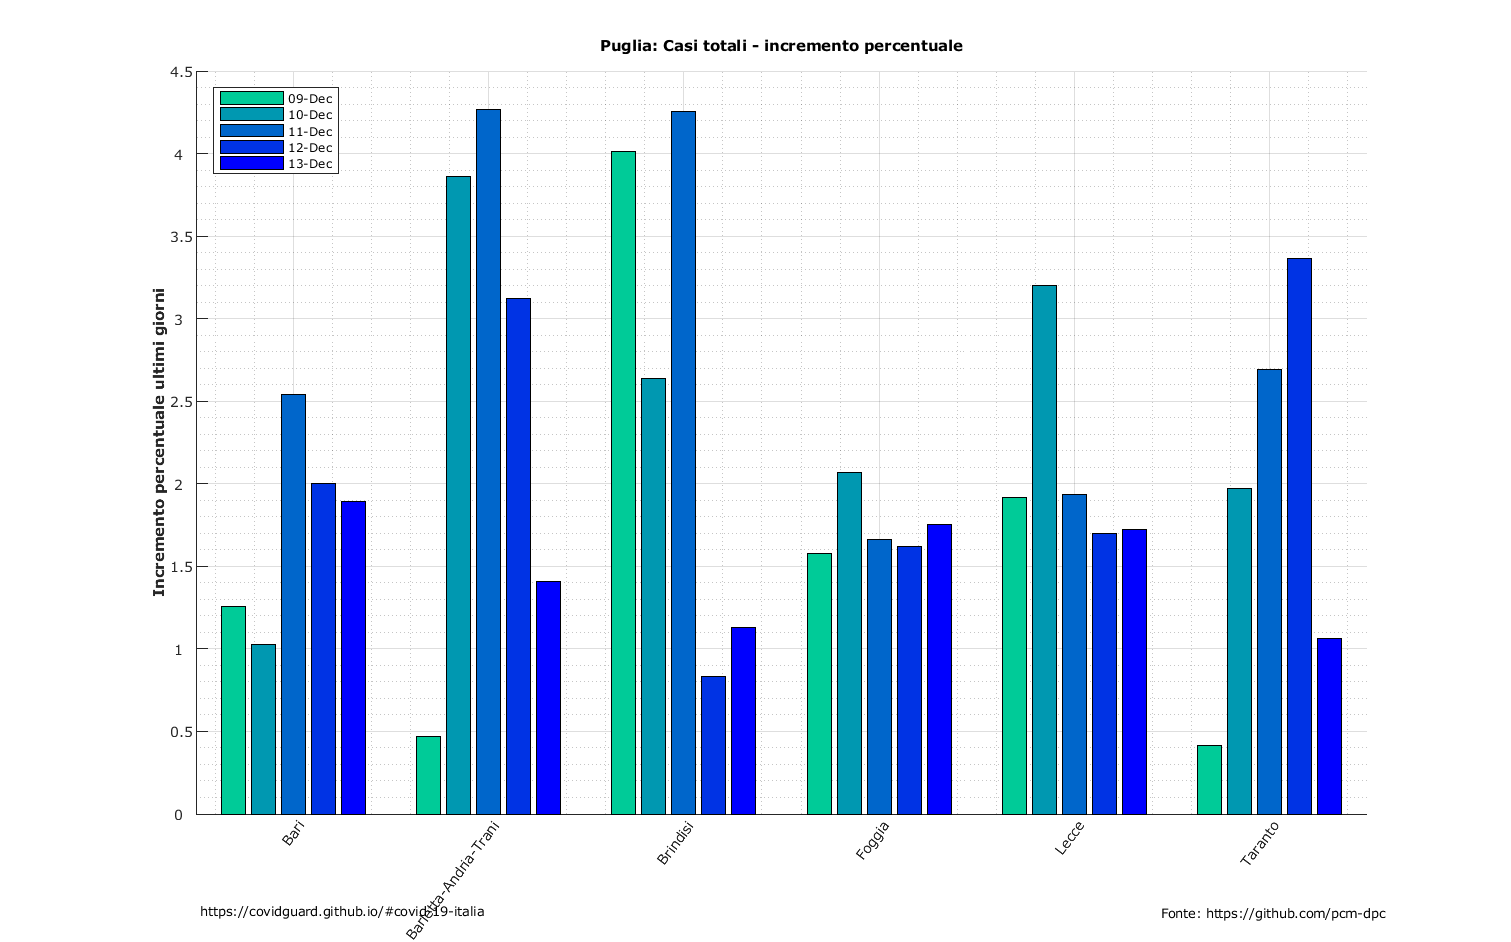 Puglia: Casi totali - incremento percentuale
Incremento percentuale ultimi giorni
4.5
4
3.5
3
2.5
2
1.5
1
0.5
0
09-Dec
10-Dec
11-Dec
12-Dec
13-Dec
Bari
Barletta-Andria-Trani
Brindisi
Foggia
Lecce
Taranto
https://covidguard.github.io/#covid-19-italia
Fonte: https://github.com/pcm-dpc